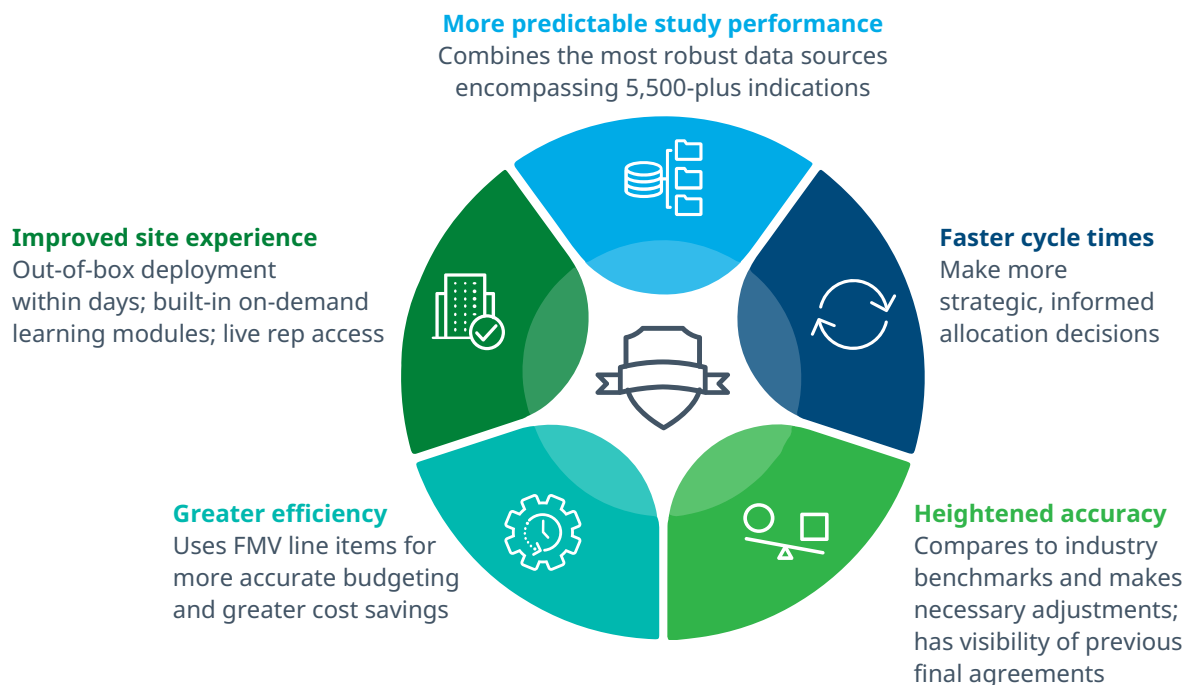 More predictable study performance
Combines the most robust data sources
encompassing 5,500-plus indications
Improved site experience
Out-of-box deployment
within days; built-in on-demand
learning modules; live rep access
Faster cycle times
Make more
strategic, informed
allocation decisions
Greater efficiency
Uses FMV line items for
more accurate budgeting
and greater cost savings
Heightened accuracy
Compares to industry
benchmarks and makes
necessary adjustments;
has visibility of previous
final agreements